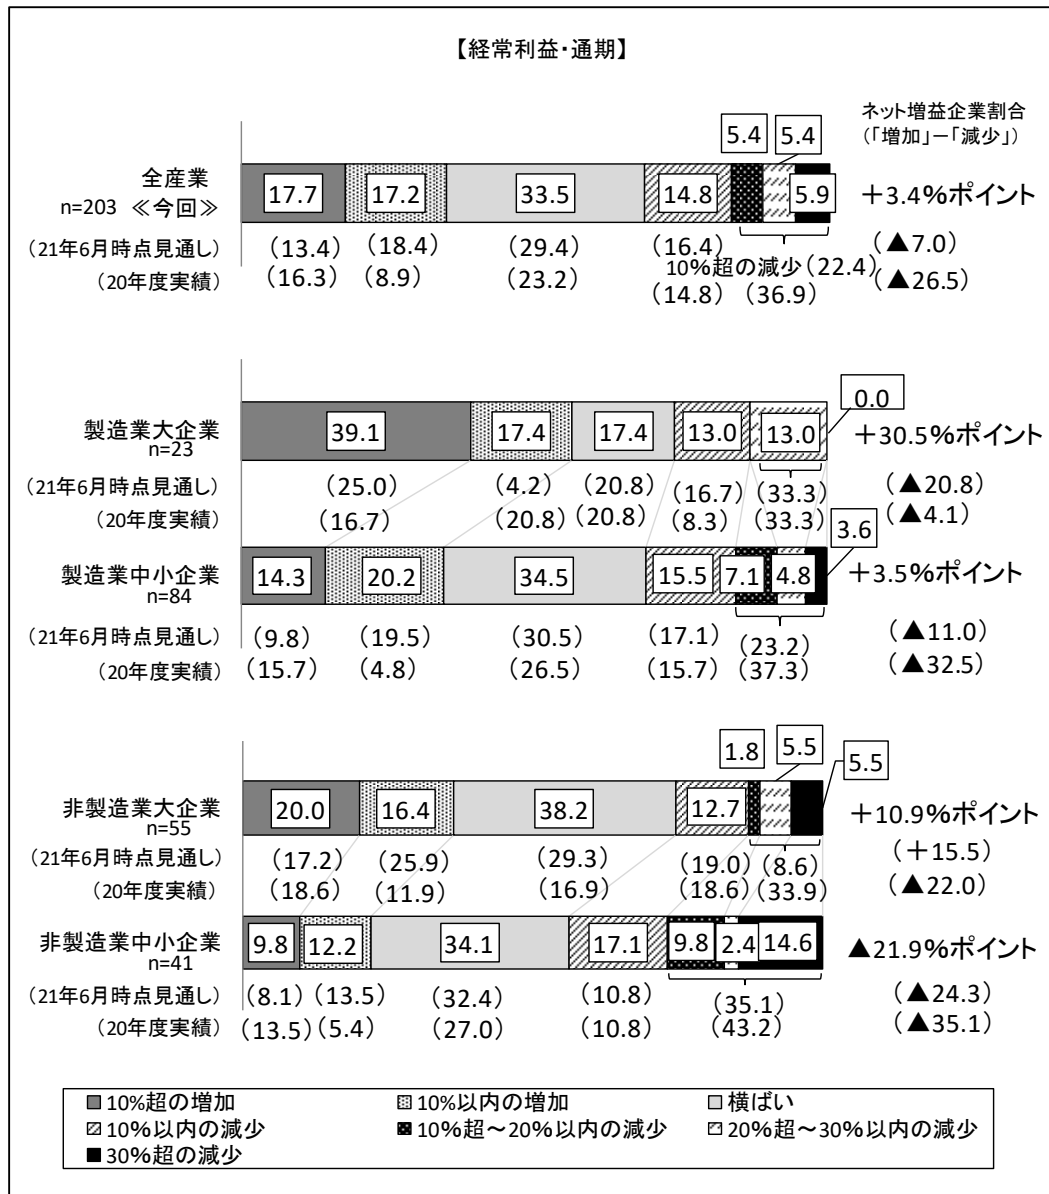 【経常利益・通期】
ネット増益企業割合
(「増加」－「減少」)
5.4 5.4
全産業
n=203 ≪今回≫
17.7 17.2 33.5 14.8 5.9 ＋3.4％ポイント
(21年6月時点見通し) (13.4) (18.4) (29.4) (16.4) (▲7.0)
10％超の減少(22.4)
(20年度実績) (16.3) (8.9) (23.2) (14.8) (36.9) (▲26.5)
0.0
製造業大企業
n=23
39.1 17.4 17.4 13.0 13.0 ＋30.5％ポイント
(21年6月時点見通し) (25.0) (4.2) (20.8) (16.7) (33.3) (▲20.8)
(20年度実績) (16.7) (20.8) (20.8) (8.3) (33.3) (▲4.1)
3.6
製造業中小企業
n=84
14.3 20.2 34.5 15.5 7.1 4.8 ＋3.5％ポイント
(21年6月時点見通し) (9.8) (19.5) (30.5) (17.1) (23.2) (▲11.0)
(20年度実績) (15.7) (4.8) (26.5) (15.7) (37.3) (▲32.5)
1.8 5.5 5.5
非製造業大企業
n=55
20.0 16.4 38.2 12.7 ＋10.9％ポイント
(21年6月時点見通し) (17.2) (25.9) (29.3) (19.0) (8.6) (＋15.5)
(20年度実績) (18.6) (11.9) (16.9) (18.6) (33.9) (▲22.0)
非製造業中小企業
n=41
9.8 12.2 34.1 17.1 9.8 2.4 14.6 ▲21.9％ポイント
(21年6月時点見通し) (8.1) (13.5) (32.4) (10.8) (35.1) (▲24.3)
(20年度実績) (13.5) (5.4) (27.0) (10.8) (43.2) (▲35.1)
10%超の増加 10％以内の増加 横ばい
10％以内の減少 10％超～20％以内の減少 20％超～30％以内の減少
30％超の減少